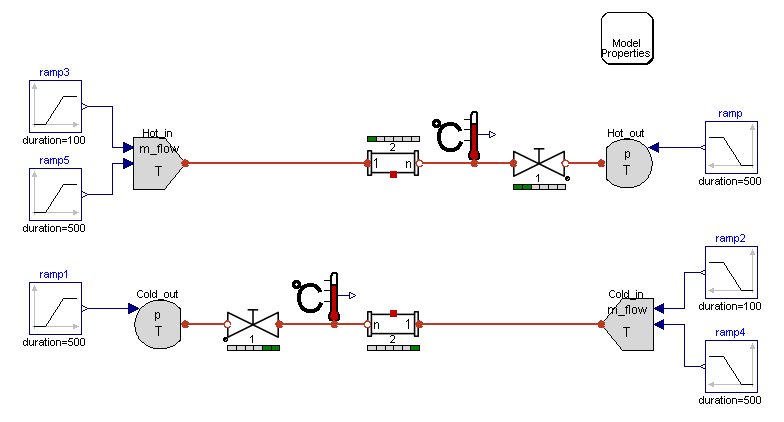 Model
Properties
ramp3
duration=100
Hot_in
m_flow
T
ramp5
duration=500
2
1
n
°C
1
Hot_out
p
T
ramp
duration=500
ramp1
duration=500
Cold_out
p
T
1
°C
n
1
2
Cold_in
m_flow
T
ramp2
duration=100
ramp4
duration=500